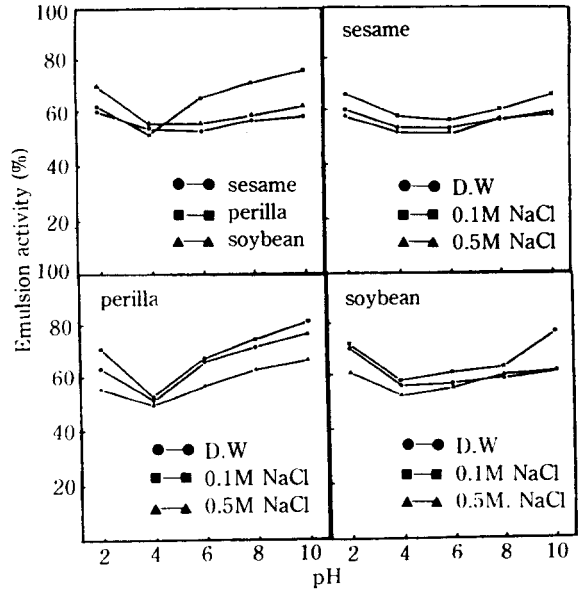 100
80
60
40
20
Emulsion activity (%)
sesame
perilla
soybean
sesame
D.W
0.1M NaCl
0.5M NaCl
100
80
60
40
20
perilla
D.W
0.1M NaCl
0.5M NaCl
soybean
D.W
0.1M NaCl
0.5M. NaCl
2 4 6 8 10
2 4 6 8 10
pH